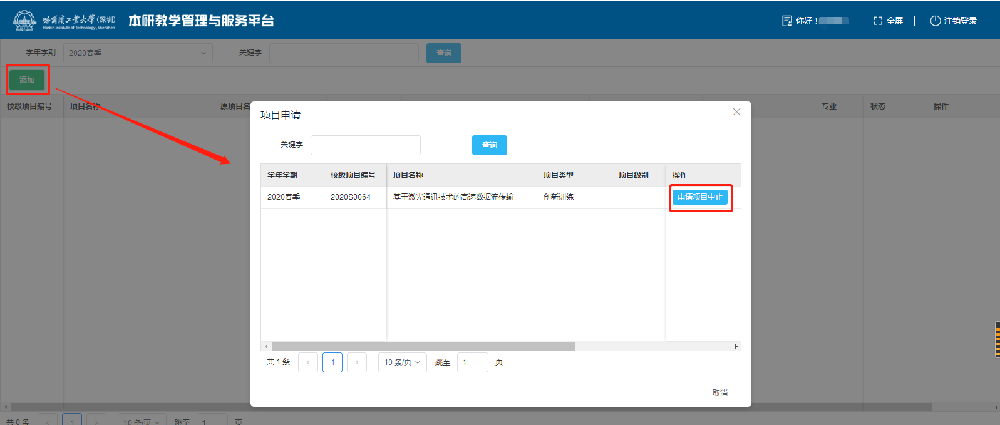 哈尔滨工业大学(深圳)
Harbin Institute of Technology, Shenzhen
本研教学管理与服务平台
你好！
全屏
注销登录
学年学期 2020春季 关键字 查询
添加
校级项目编号 项目名称 原项目名 专业 状态 操作
项目申请
关键字 查询
学年学期 校级项目编号 项目名称 项目类型 项目级别 操作
2020春季 2020S0064 基于激光通讯技术的高速数据流传输 创新训练 申请项目中止
共 1 条 1 10 条/页 跳至 1 页
取消
共 0 条 1 10 条/页 跳至 1 页